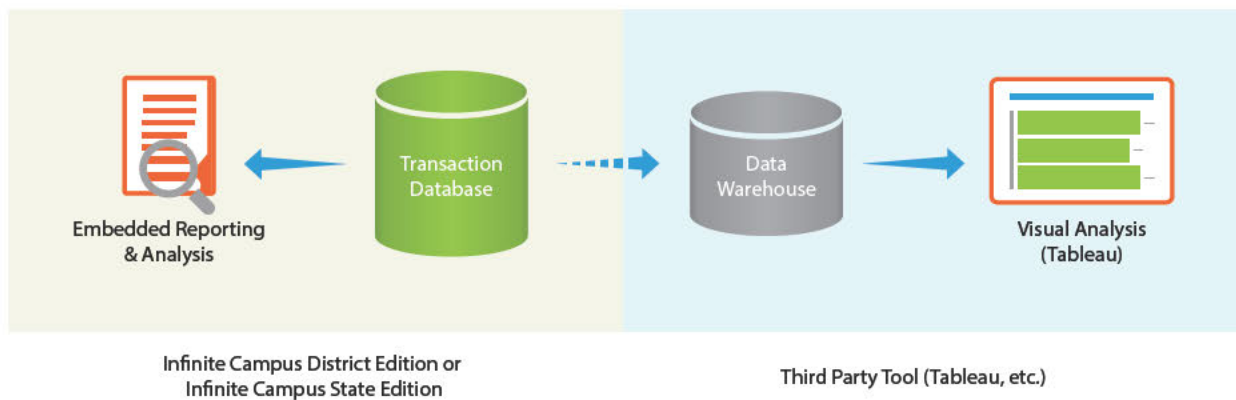 Transaction
Database
Data
Warehouse
Embedded Reporting
& Analysis
Visual Analysis
(Tableau)
Infinite Campus District Edition or
Infinite Campus State Edition
Third Party Tool (Tableau, etc.)